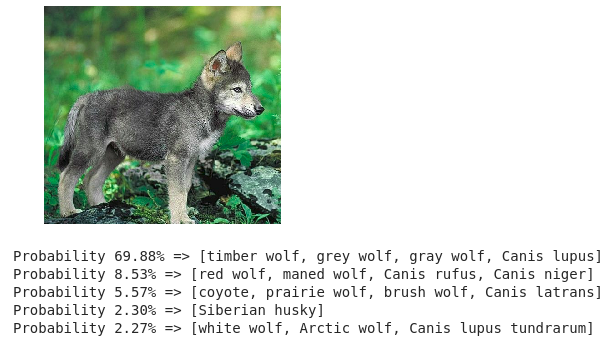 Probability 69.88% => [timber wolf, grey wolf, gray wolf, Canis lupus]
Probability 8.53% => [red wolf, maned wolf, Canis rufus, Canis niger]
Probability 5.57% => [coyote, prairie wolf, brush wolf, Canis latrans]
Probability 2.30% => [Siberian husky]
Probability 2.27% => [white wolf, Arctic wolf, Canis lupus tundrarum]